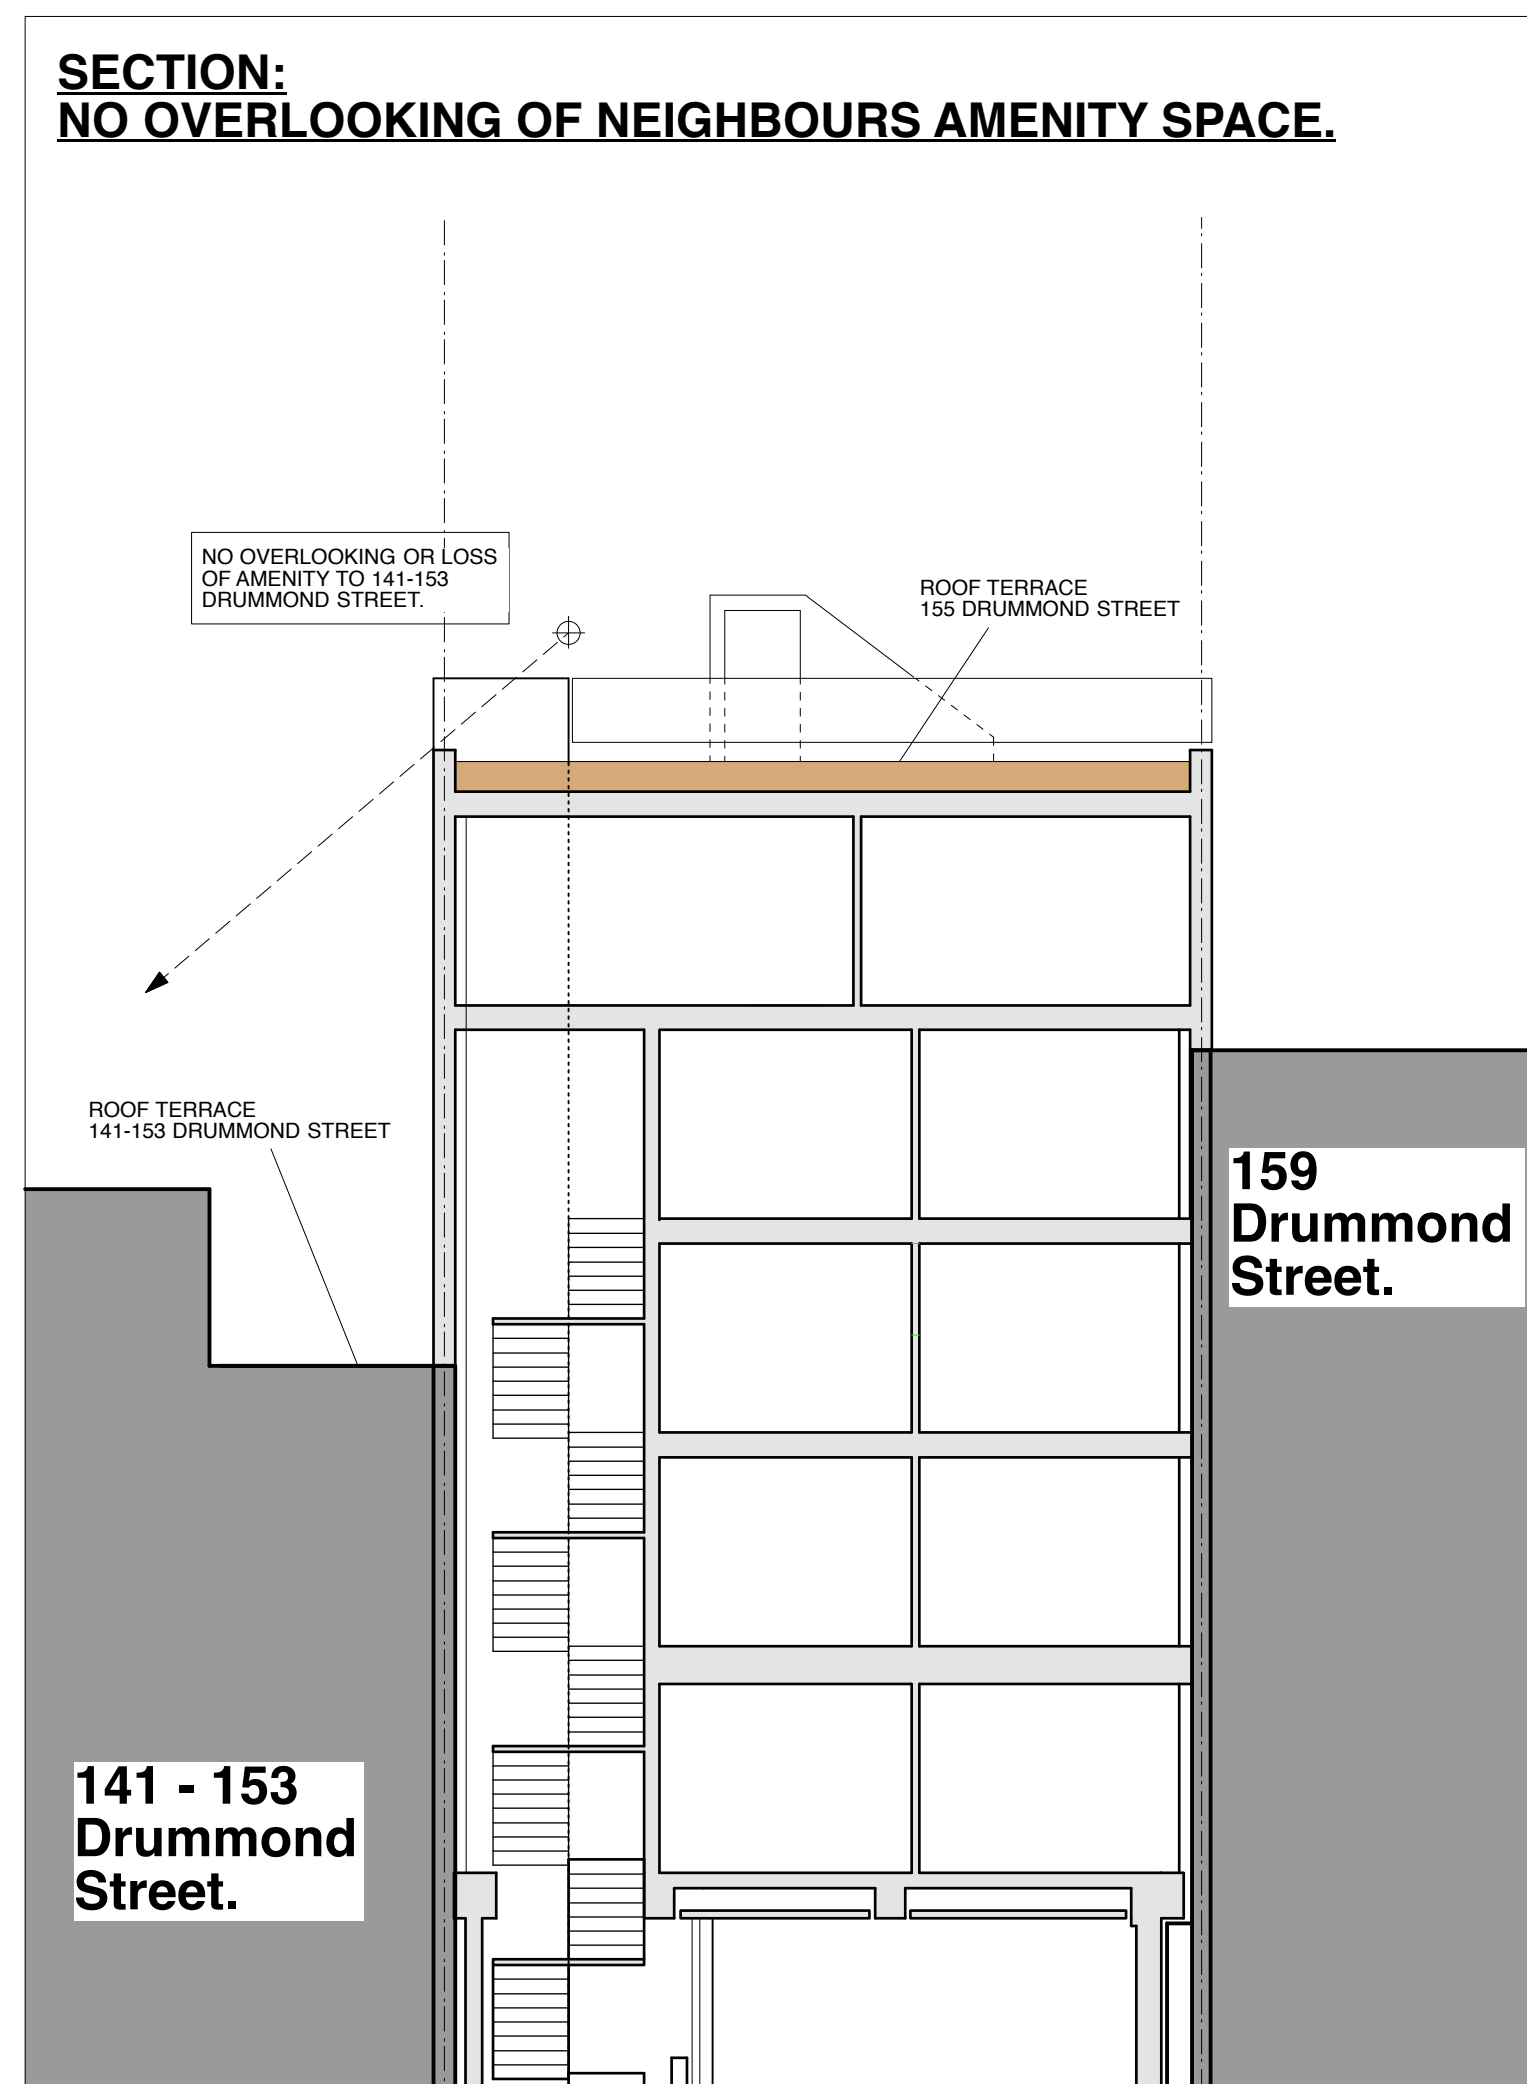 SECTION:
NO OVERLOOKING OF NEIGHBOURS AMENITY SPACE.
NO OVERLOOKING OR LOSS
OF AMENITY TO 141-153
DRUMMOND STREET.
ROOF TERRACE
155 DRUMMOND STREET
ROOF TERRACE
141-153 DRUMMOND STREET
159
Drummond
Street.
141 - 153
Drummond
Street.